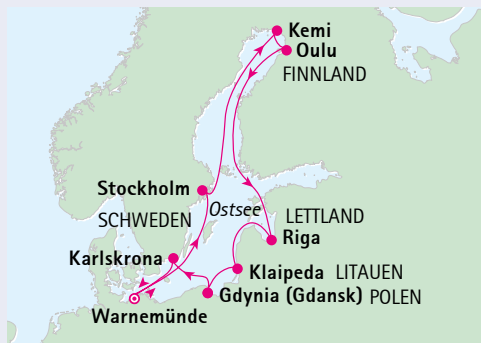 Kemi
Oulu
FINNLAND
Stockholm
Ostsee
SCHWEDEN
LETTLAND
Riga
Karlskrona
Klaipeda LITAUEN
Gdynia (Gdansk) POLEN
Warnemünde